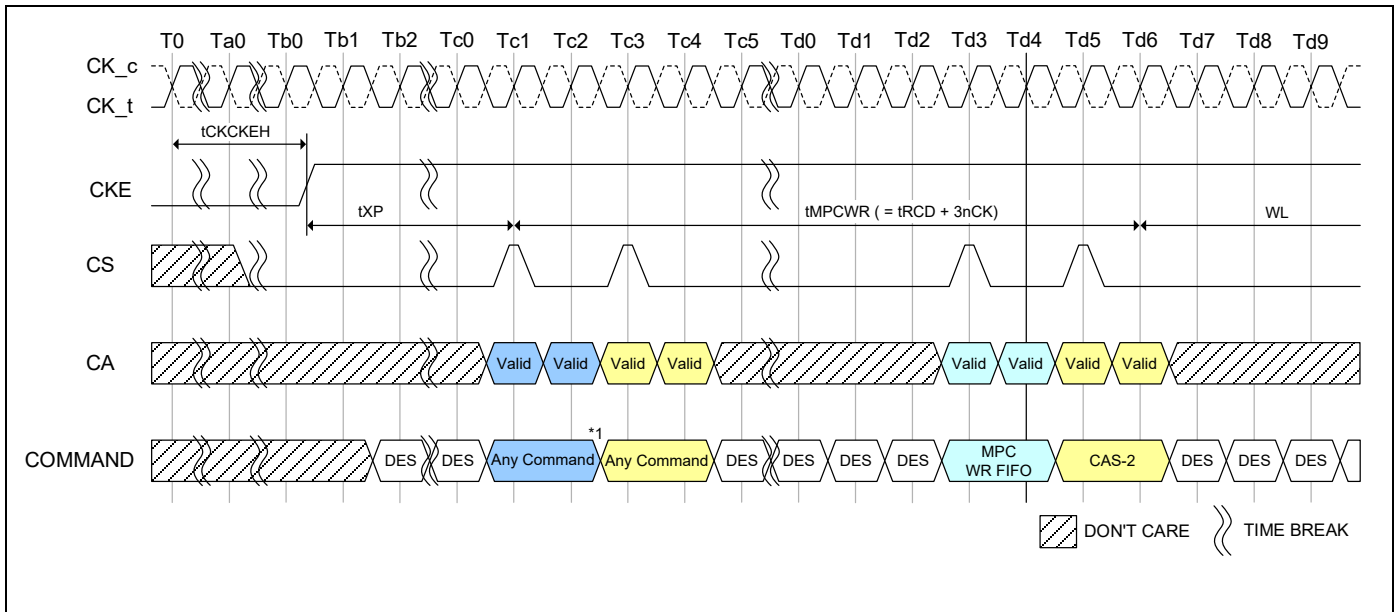 T0 Ta0 Tb0 Tb1 Tb2 Tc0 Tc1 Tc2 Tc3 Tc4 Tc5 Td0 Td1 Td2 Td3 Td4 Td5 Td6 Td7 Td8 Td9
CK_c
CK_t
tCKCKEH
CKE
tXP tMPCWR ( = tRCD + 3nCK) WL
CS
CA Valid Valid Valid Valid Valid Valid Valid Valid
*1
COMMAND DES DES Any Command Any Command DES DES DES DES MPC WR FIFO CAS-2 DES DES DES
DON'T CARE TIME BREAK